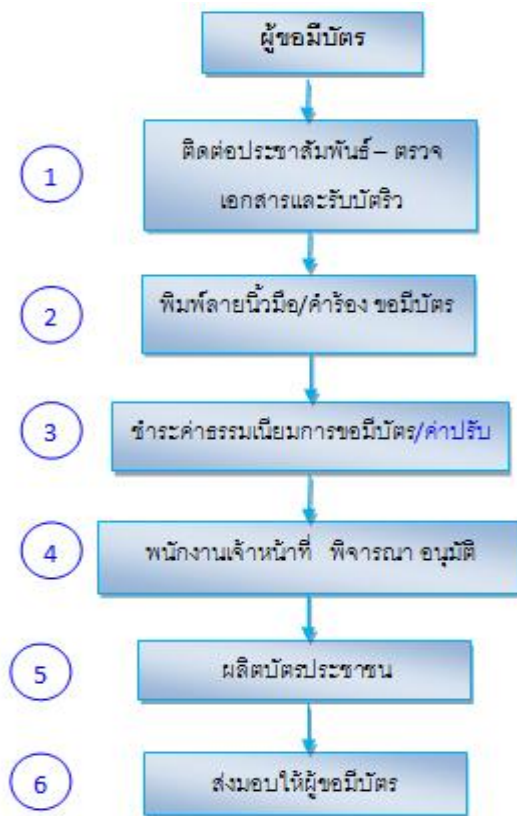 ผู้ขอมีบัตร
1
ติดต่อประชาสัมพันธ์ – ตรวจ
เอกสารและรับบัตริว
2
พิมพ์ลายนิ้วมือ/คำร้อง ขอมีบัตร
3
ชำระค่าธรรมเนียมการขอมีบัตร/ค่าปรับ
4
พนักงานเจ้าหน้าที่ พิจารณา อนุมัติ
5
ผลิตบัตรประชาชน
6
ส่งมอบให้ผู้ขอมีบัตร